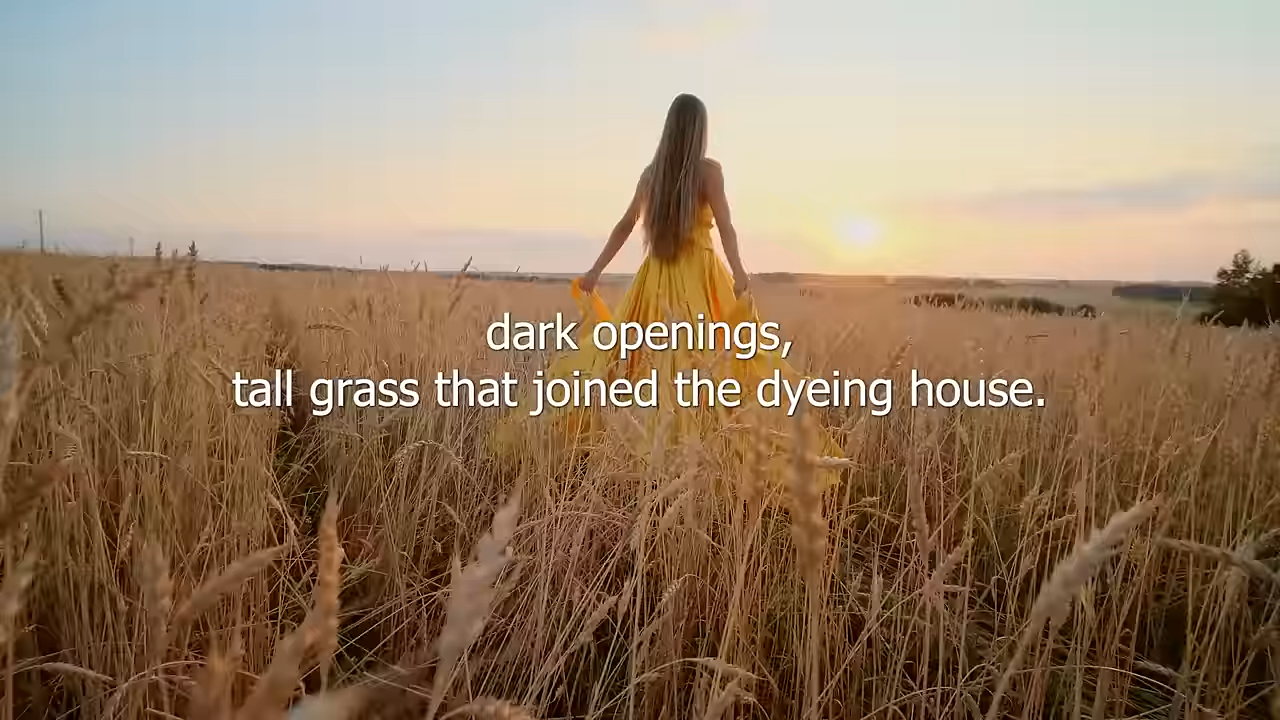 dark openings,
tall grass that joined the dyeing house.